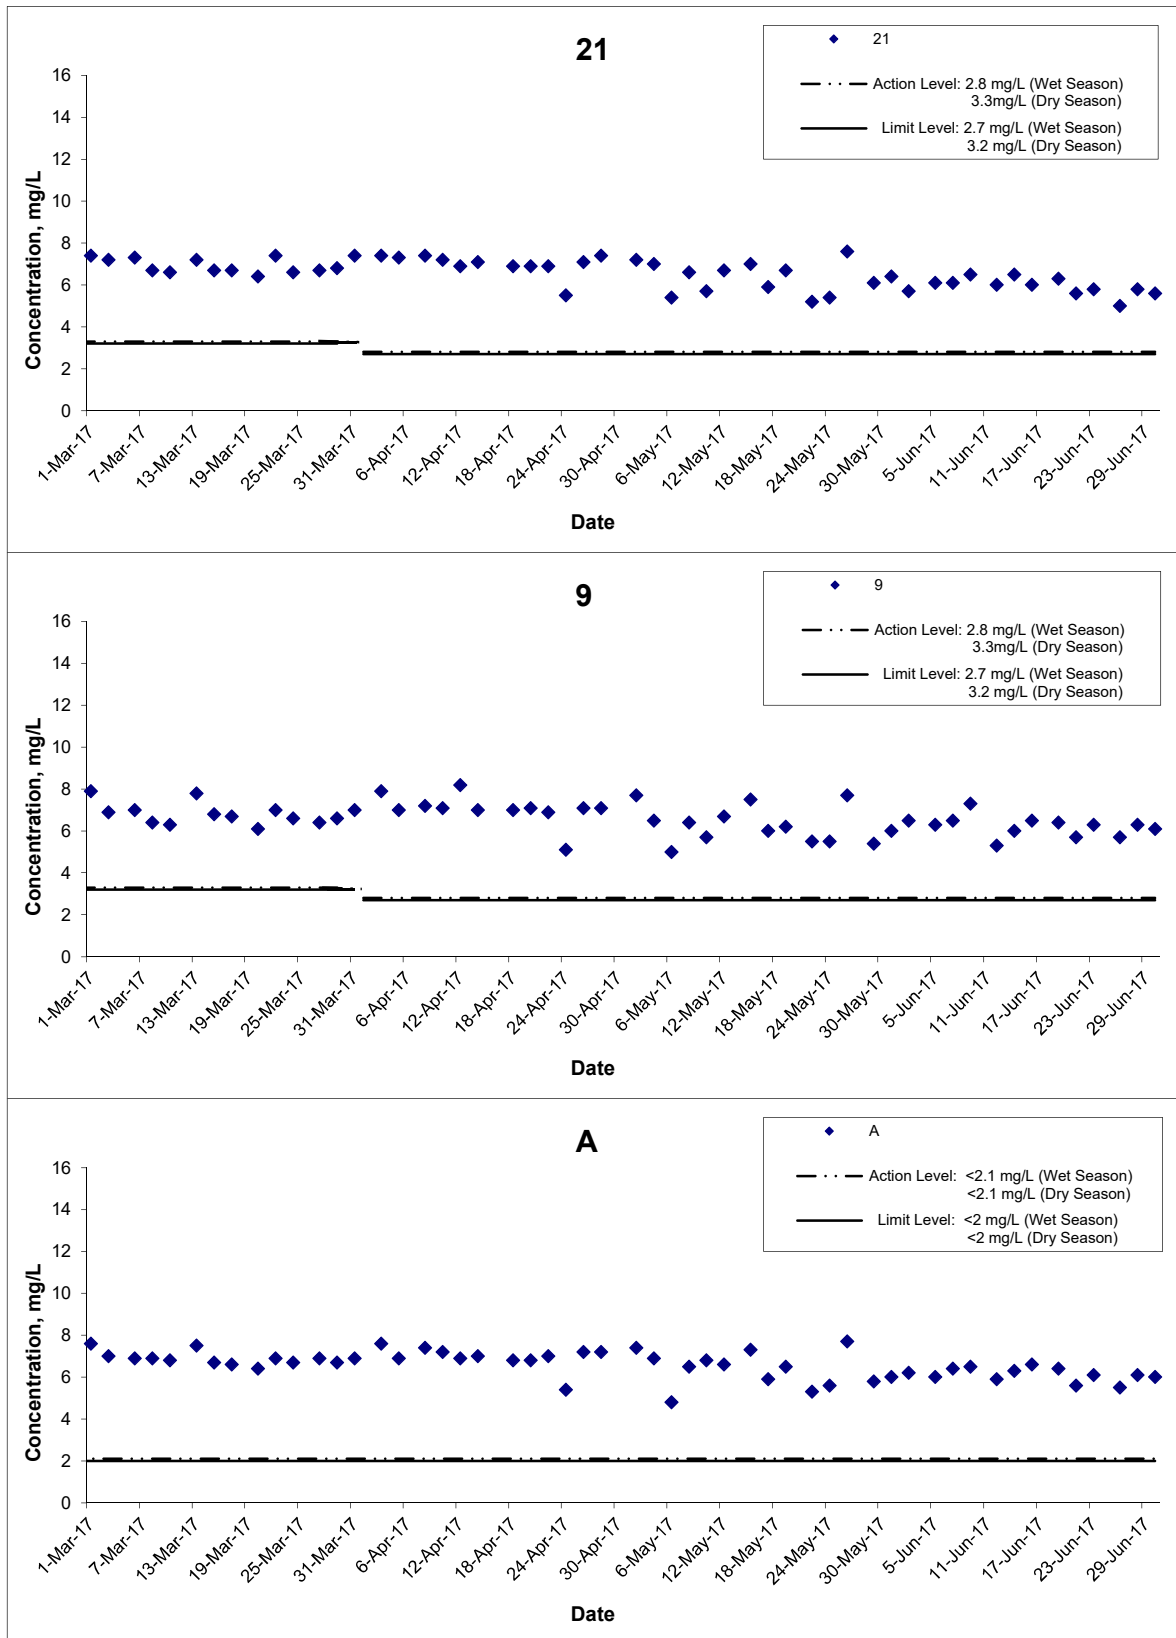 21
21
Action Level: 2.8 mg/L (Wet Season)
3.3mg/L (Dry Season)
Limit Level: 2.7 mg/L (Wet Season)
3.2 mg/L (Dry Season)
Concentration, mg/L
16
14
12
10
8
6
4
2
0
1-Mar-17
7-Mar-17
13-Mar-17
19-Mar-17
25-Mar-17
31-Mar-17
6-Apr-17
12-Apr-17
18-Apr-17
24-Apr-17
30-Apr-17
6-May-17
12-May-17
18-May-17
24-May-17
30-May-17
5-Jun-17
11-Jun-17
17-Jun-17
23-Jun-17
29-Jun-17
Date
9
9
Action Level: 2.8 mg/L (Wet Season)
3.3mg/L (Dry Season)
Limit Level: 2.7 mg/L (Wet Season)
3.2 mg/L (Dry Season)
Concentration, mg/L
16
14
12
10
8
6
4
2
0
1-Mar-17
7-Mar-17
13-Mar-17
19-Mar-17
25-Mar-17
31-Mar-17
6-Apr-17
12-Apr-17
18-Apr-17
24-Apr-17
30-Apr-17
6-May-17
12-May-17
18-May-17
24-May-17
30-May-17
5-Jun-17
11-Jun-17
17-Jun-17
23-Jun-17
29-Jun-17
Date
A
A
Action Level: <2.1 mg/L (Wet Season)
<2.1 mg/L (Dry Season)
Limit Level: <2 mg/L (Wet Season)
<2 mg/L (Dry Season)
Concentration, mg/L
16
14
12
10
8
6
4
2
0
1-Mar-17
7-Mar-17
13-Mar-17
19-Mar-17
25-Mar-17
31-Mar-17
6-Apr-17
12-Apr-17
18-Apr-17
24-Apr-17
30-Apr-17
6-May-17
12-May-17
18-May-17
24-May-17
30-May-17
5-Jun-17
11-Jun-17
17-Jun-17
23-Jun-17
29-Jun-17
Date